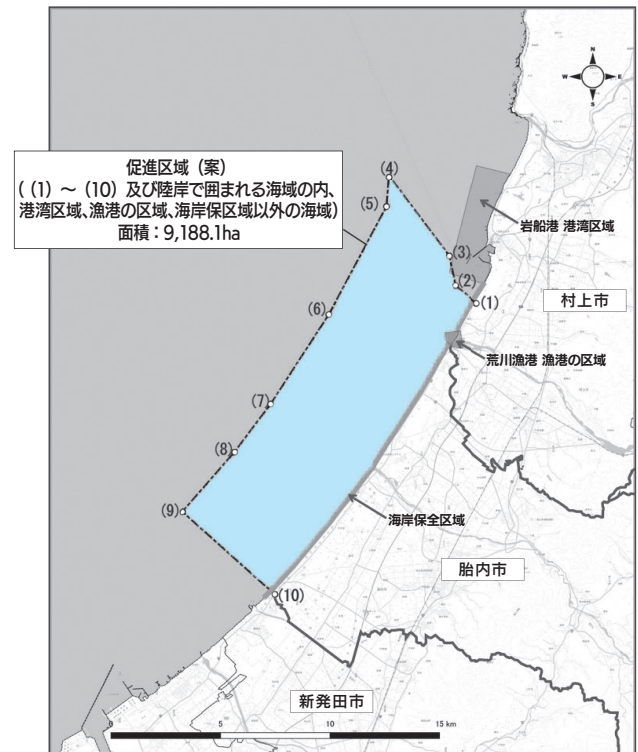 促進区域（案）
（（1）～（10）及び陸岸で囲まれる海域の内、
港湾区域、漁港の区域、海岸保区域以外の海域）
面積：9,188.1ha
N
W
E
S
(4)
(5)
岩船港 港湾区域
(3)
(2)
(1)
村上市
(6)
荒川漁港 漁港の区域
(7)
(8)
(9)
海岸保全区域
胎内市
(10)
新発田市
0 5 10 15 km